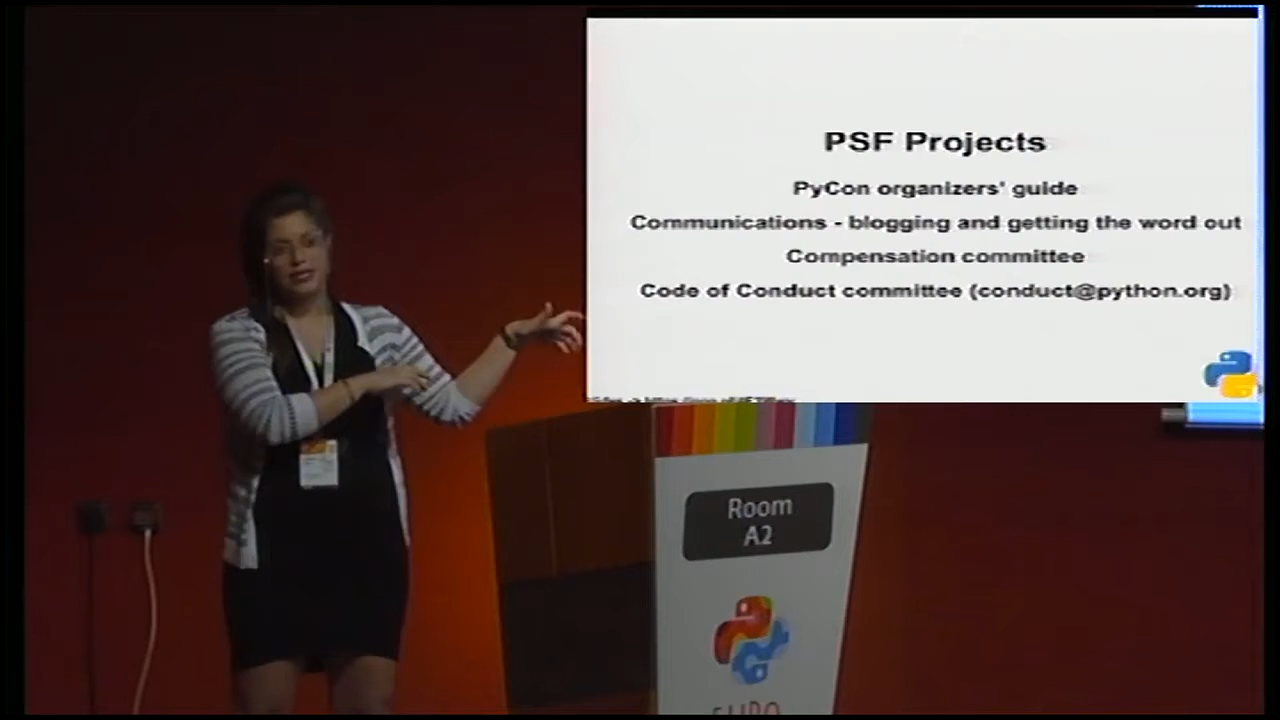 PSF Projects
PyCon organizers' guide
Communications - blogging and getting the word out
Compensation committee
Code of Conduct committee (conduct@python.org)
Room
A2
EURO